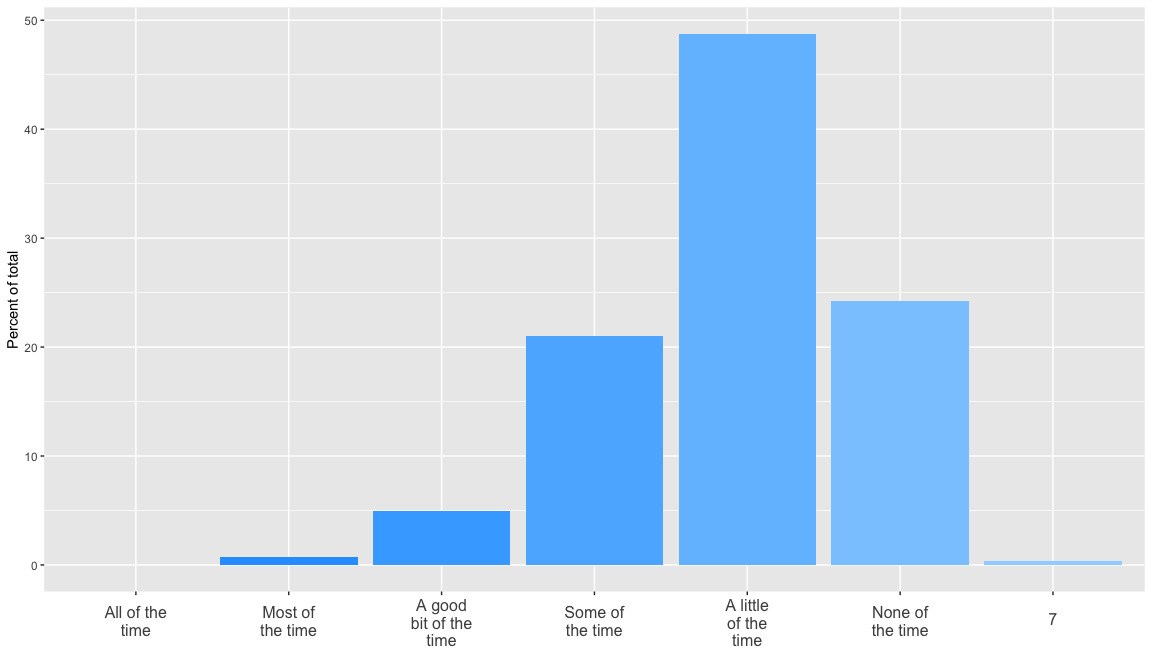 50
40
30
20
10
0
Percent of total
All of the
time
Most of
the time
A good
bit of the
time
Some of
the time
A little
of the
time
None of
the time
7